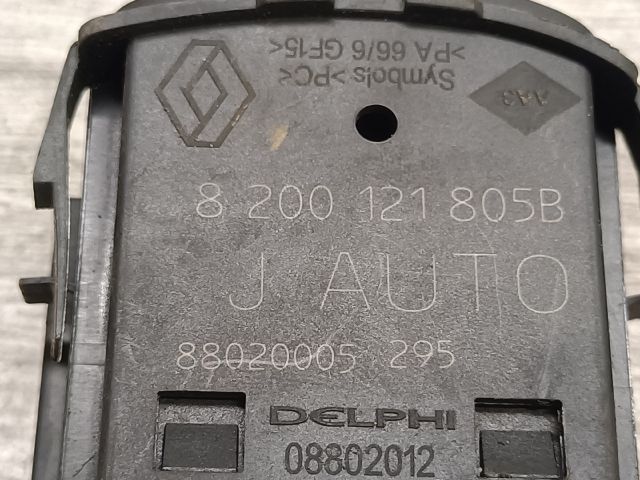 >PA 66/6 GF15<
Symbols >PC<
AA3
8 200 121 805B
J AUTO
88020005 295
DELPHI
08802012